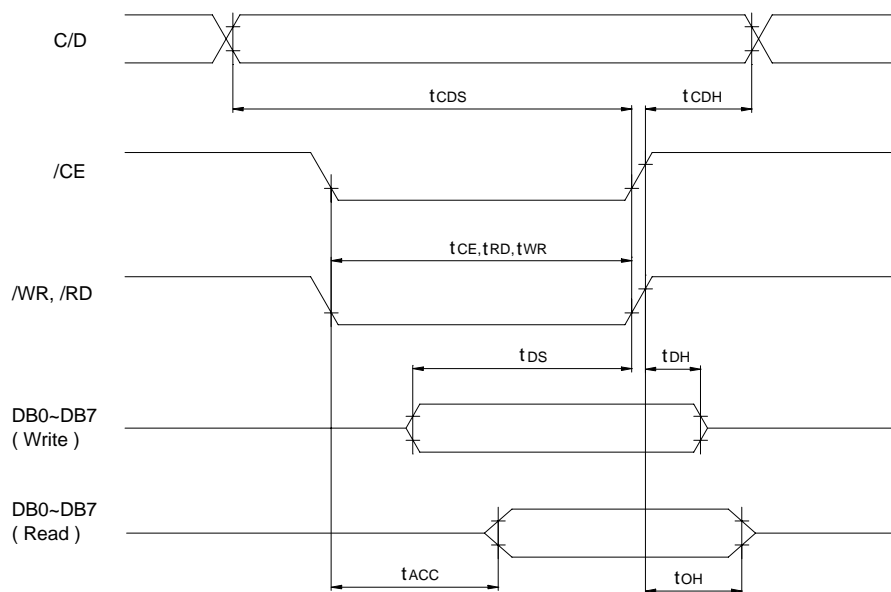 C/D
tCDS
tCDH
/CE
tCE,tRD,tWR
/WR, /RD
tDS
tDH
DB0~DB7
( Write )
DB0~DB7
( Read )
tACC
tOH